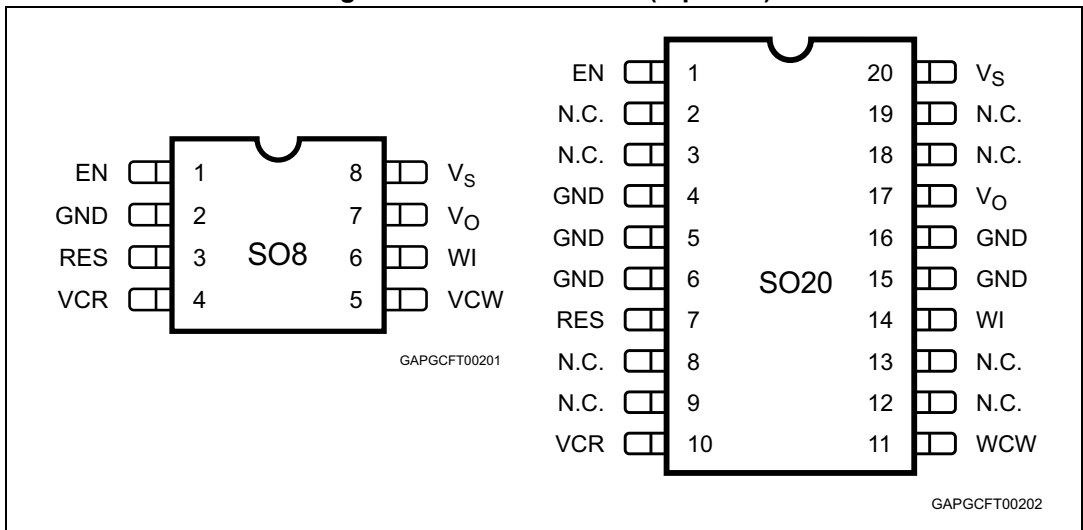 EN 1 8 VS
GND 2 7 VO
RES 3 SO8 6 WI
VCR 4 5 VCW
GAPGCFT00201
EN 1 20 VS
N.C. 2 19 N.C.
N.C. 3 18 N.C.
GND 4 17 VO
GND 5 16 GND
GND 6 SO20 15 GND
RES 7 14 WI
N.C. 8 13 N.C.
N.C. 9 12 N.C.
VCR 10 11 WCW
GAPGCFT00202